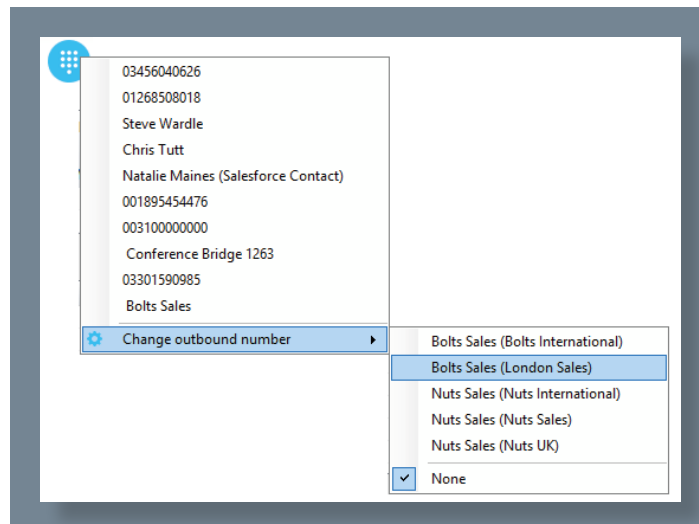 03456040626
01268508018
Steve Wardle
Chris Tutt
Natalie Maines (Salesforce Contact)
001895454476
003100000000
Conference Bridge 1263
03301590985
Bolts Sales
Change outbound number
Bolts Sales (Bolts International)
Bolts Sales (London Sales)
Nuts Sales (Nuts International)
Nuts Sales (Nuts Sales)
Nuts Sales (Nuts UK)
None